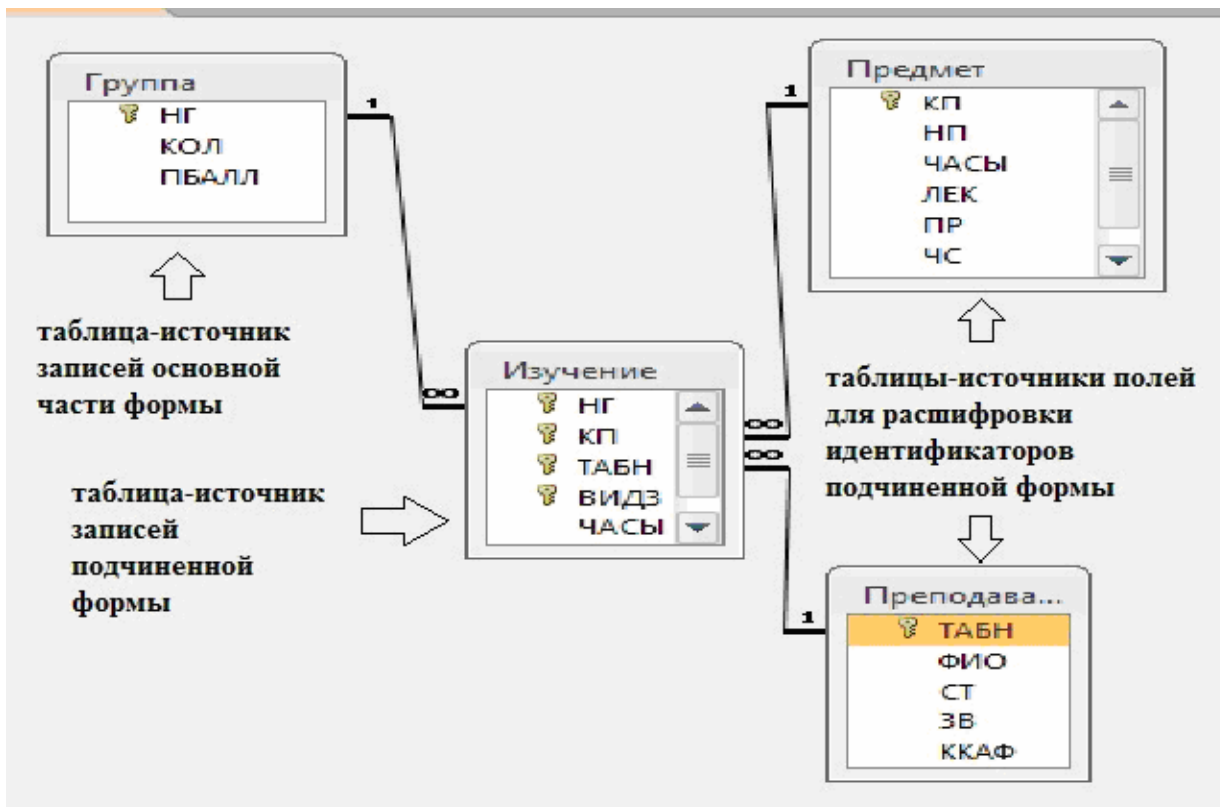 Группа
НГ
КОЛ
ПБАЛЛ
1
таблица-источник
записей основной
части формы
Предмет
КП
НП
ЧАСЫ
ЛЕК
ПР
ЧС
1
Изучение
НГ
КП
ТАБН
ВИДЗ
ЧАСЫ
∞
∞
∞
таблица-источник
записей
подчиненной
формы
таблицы-источники полей
для расшифровки
идентификаторов
подчиненной формы
Преподава...
ТАБН
ФИО
СТ
ЗВ
ККАФ
1